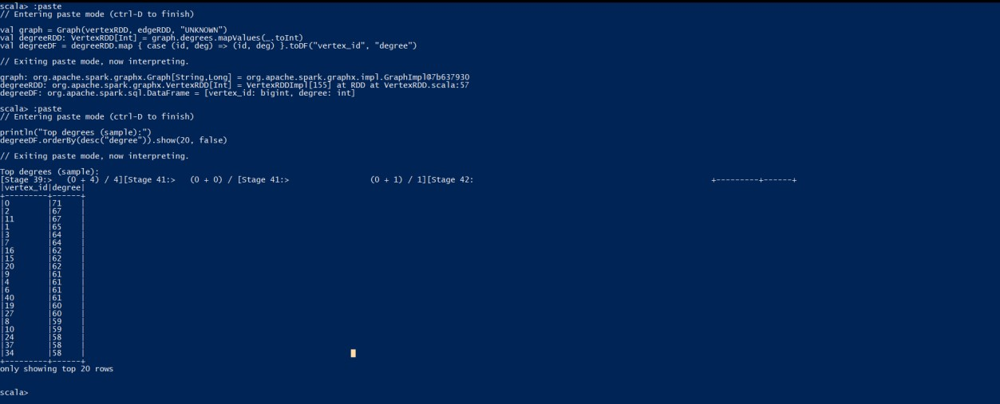 scala> :paste
// Entering paste mode (ctrl-D to finish)
val graph = Graph(vertexRDD, edgeRDD, "UNKNOWN")
val degreeRDD: VertexRDD[Int] = graph.degrees.mapValues(_.toInt)
val degreeDF = degreeRDD.map { case (id, deg) => (id, deg) }.toDF("vertex_id", "degree")
// Exiting paste mode, now interpreting.
graph: org.apache.spark.graphx.Graph[String,Long] = org.apache.spark.graphx.impl.GraphImpl@7b637930
degreeRDD: org.apache.spark.graphx.VertexRDD[Int] = VertexRDDImpl[155] at RDD at VertexRDD.scala:57
degreeDF: org.apache.spark.sql.DataFrame = [vertex_id: bigint, degree: int]
scala> :paste
// Entering paste mode (ctrl-D to finish)
println("Top degrees (sample):")
degreeDF.orderBy(desc("degree")).show(20, false)
// Exiting paste mode, now interpreting.
Top degrees (sample):
[Stage 39:>   (0 + 4) / 4][Stage 41:>   (0 + 0) / [Stage 41:>                (0 + 1) / 1][Stage 42:                                                +---------+------+
|vertex_id|degree|
+---------+------+
|0        |71    |
|2        |67    |
|11       |67    |
|1        |65    |
|3        |64    |
|7        |64    |
|16       |62    |
|15       |62    |
|20       |62    |
|9        |61    |
|4        |61    |
|6        |61    |
|40       |61    |
|19       |60    |
|27       |60    |
|8        |59    |
|10       |59    |
|24       |58    |
|37       |58    |
|34       |58    |
+---------+------+
only showing top 20 rows
scala>